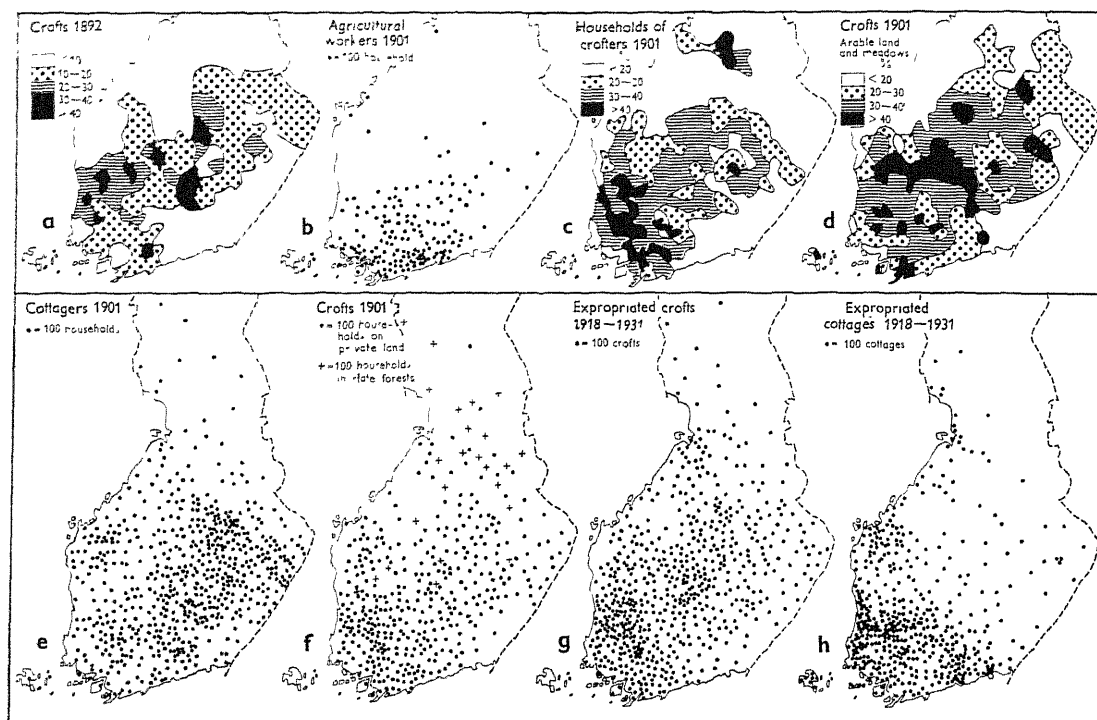 Crafts 1892
10—20
20—30
30—40
> 40
a
Agricultural
workers 1901
•= 100 household
b
Households of
crofters 1901
< 20
20—30
30—40
> 40
c
Crofts 1901
Arable land
and meadows
%
< 20
20—30
30—40
> 40
d
Cottagers 1901
•= 100 households
e
Crofts 1901
•= 100 house-
holds on
private land
+= 100 households
in state forests
f
Expropriated crofts
1918—1931
•= 100 crofts
g
Expropriated
cottages 1918—1931
•= 100 cottages
h